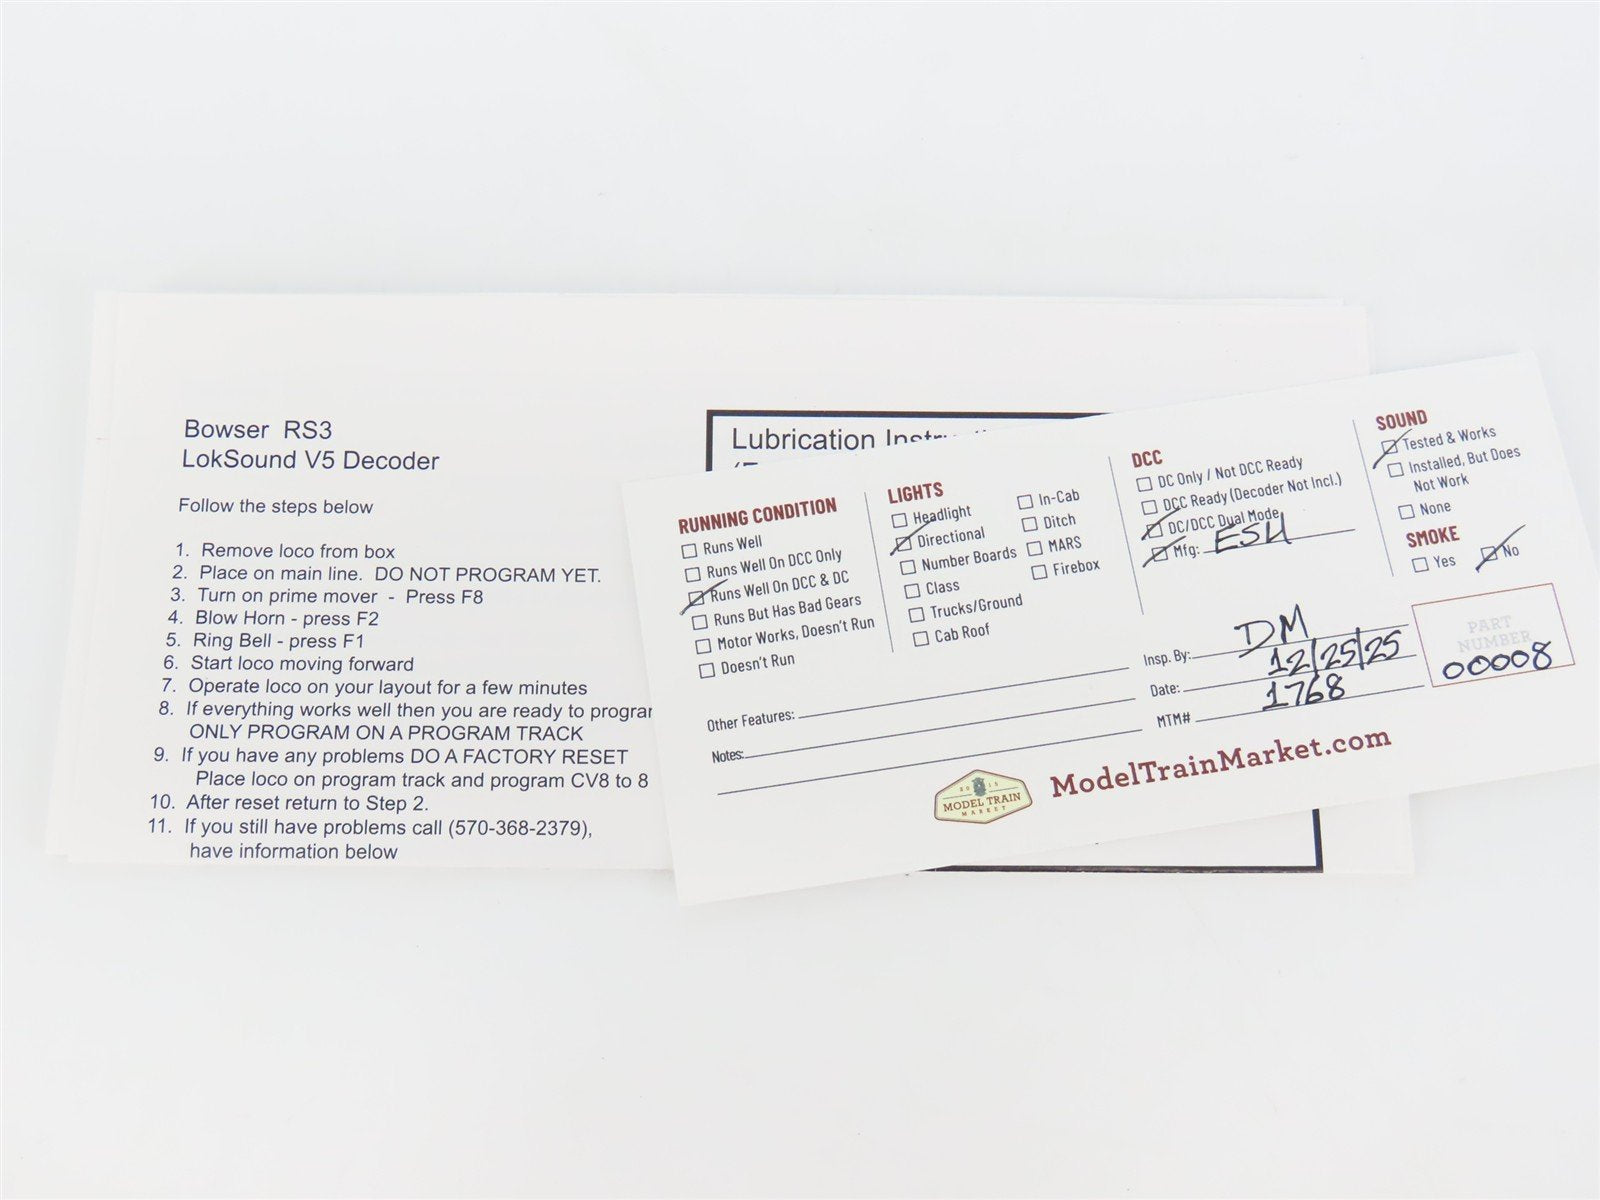 Bowser RS3
LokSound V5 Decoder
Follow the steps below
1. Remove loco from box
2. Place on main line. DO NOT PROGRAM YET.
3. Turn on prime mover - Press F8
4. Blow Horn - press F2
5. Ring Bell - press F1
6. Start loco moving forward
7. Operate loco on your layout for a few minutes
8. If everything works well then you are ready to prograr
ONLY PROGRAM ON A PROGRAM TRACK
9. If you have any problems DO A FACTORY RESET
Place loco on program track and program CV8 to 8
10. After reset return to Step 2.
11. If you still have problems call (570-368-2379),
have information below
Lubrication
RUNNING CONDITION
Runs Well
Runs Well On DCC Only
Runs Well On DCC & DC
Runs But Has Bad Gears
Motor Works, Doesn't Run
Doesn't Run
LIGHTS
Headlight
Directional
Number Boards
Class
Trucks/Ground
Cab Roof
In-Cab
Ditch
MARS
Firebox
DCC
DC Only / Not DCC Ready
DCC Ready (Decoder Not Incl.)
DC/DCC Dual Mode
Mfg: ESU
SOUND
Tested & Works
Installed, But Does
Not Work
None
SMOKE
Yes No
Other Features:
Notes:
Insp. By: DM
Date: 12/25/25
MTM# 1768
PART
NUMBER
00008
2015
MODEL TRAIN
MARKET
ModelTrainMarket.com